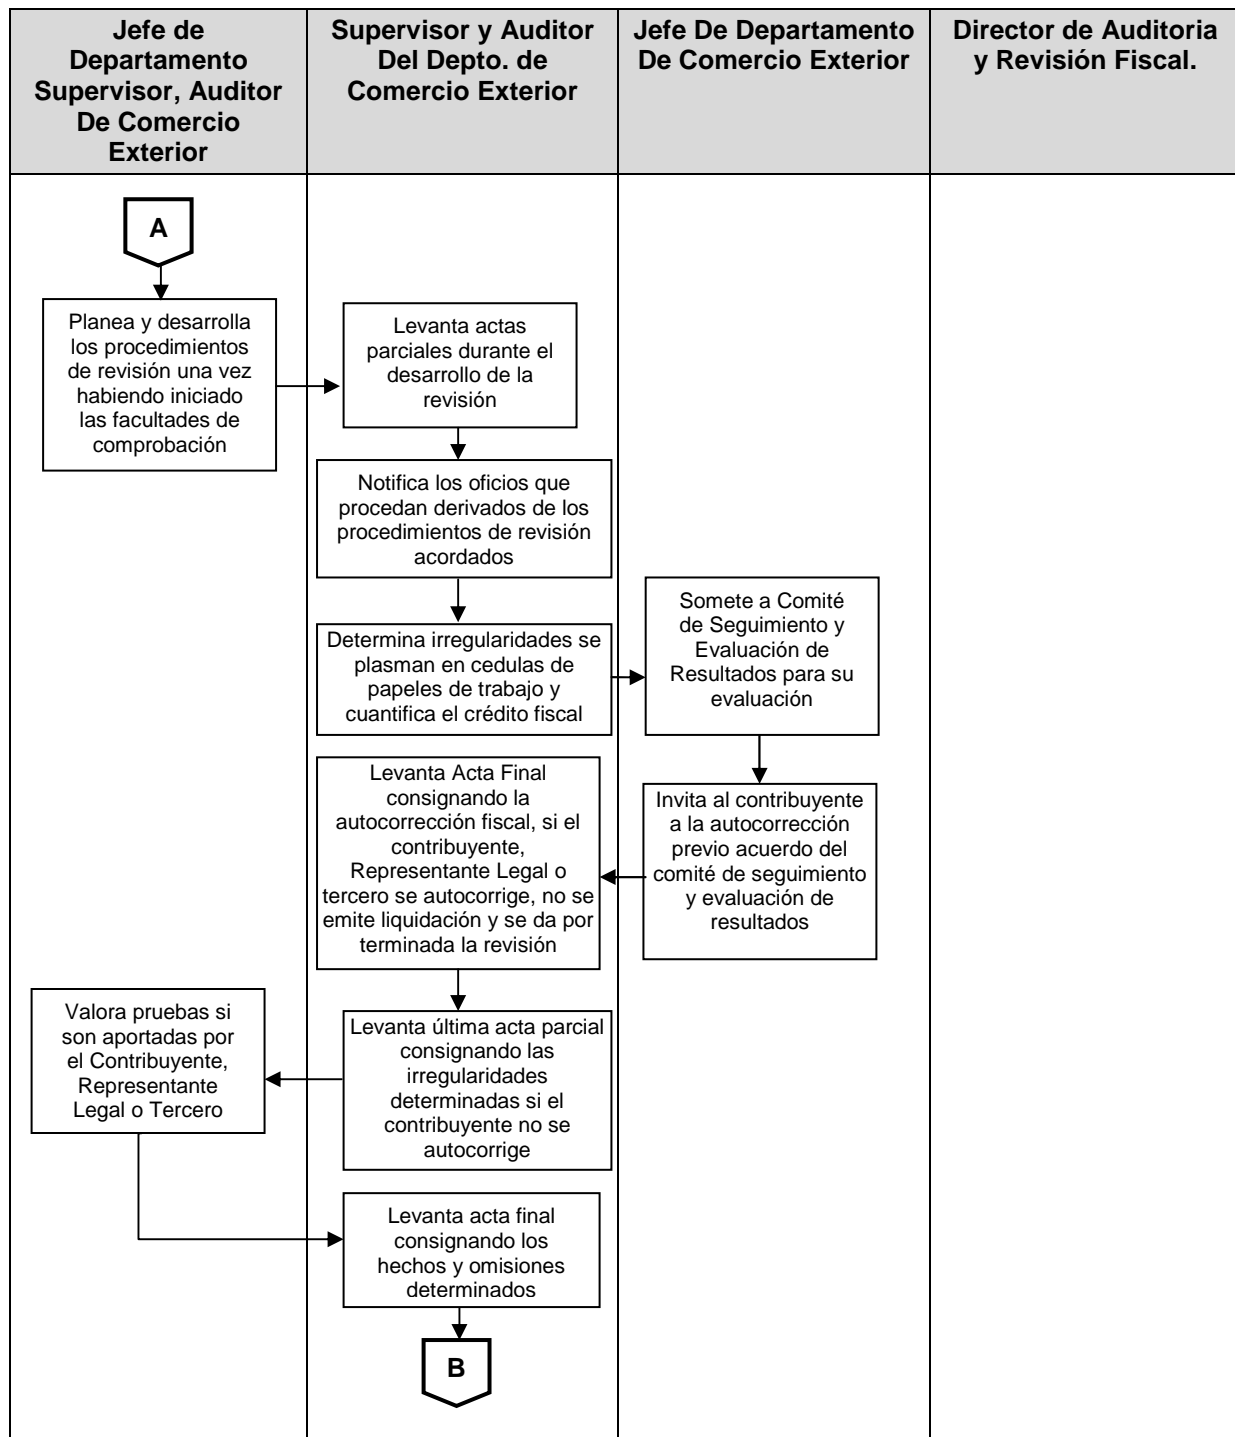 Jefe de
Departamento
Supervisor, Auditor
De Comercio
Exterior
Supervisor y Auditor
Del Depto. de
Comercio Exterior
Jefe De Departamento
De Comercio Exterior
Director de Auditoria
y Revisión Fiscal.
A
Planea y desarrolla
los procedimientos
de revisión una vez
habiendo iniciado
las facultades de
comprobación
Levanta actas
parciales durante el
desarrollo de la
revisión
Notifica los oficios que
procedan derivados de los
procedimientos de revisión
acordados
Determina irregularidades se
plasman en cedulas de
papeles de trabajo y
cuantifica el crédito fiscal
Somete a Comité
de Seguimiento y
Evaluación de
Resultados para su
evaluación
Invita al contribuyente
a la autocorrección
previo acuerdo del
comité de seguimiento
y evaluación de
resultados
Levanta Acta Final
consignando la
autocorrección fiscal, si el
contribuyente,
Representante Legal o
tercero se autocorrige, no se
emite liquidación y se da por
terminada la revisión
Levanta última acta parcial
consignando las
irregularidades
determinadas si el
contribuyente no se
autocorrige
Valora pruebas si
son aportadas por
el Contribuyente,
Representante
Legal o Tercero
Levanta acta final
consignando los
hechos y omisiones
determinados
B